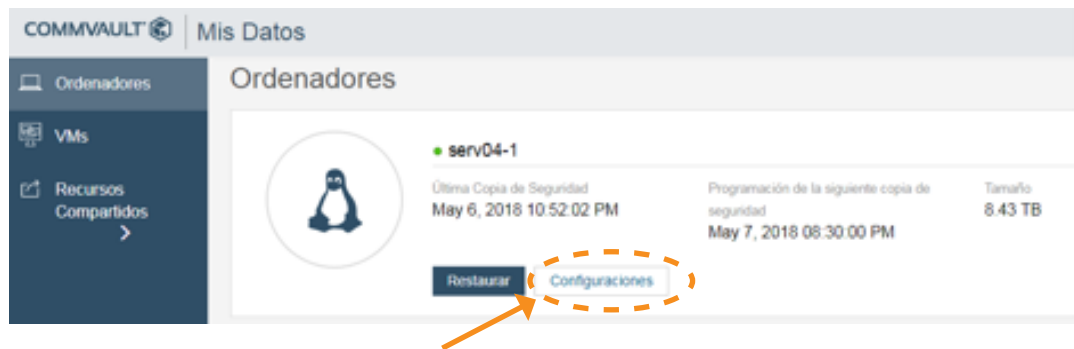 COMMVAULT Mis Datos
Ordenadores
VMs
Recursos
Compartidos
Ordenadores
serv04-1
Última Copia de Seguridad
May 6, 2018 10:52:02 PM
Programación de la siguiente copia de
seguridad
May 7, 2018 08:30:00 PM
Tamaño
8.43 TB
Restaurar
Configuraciones